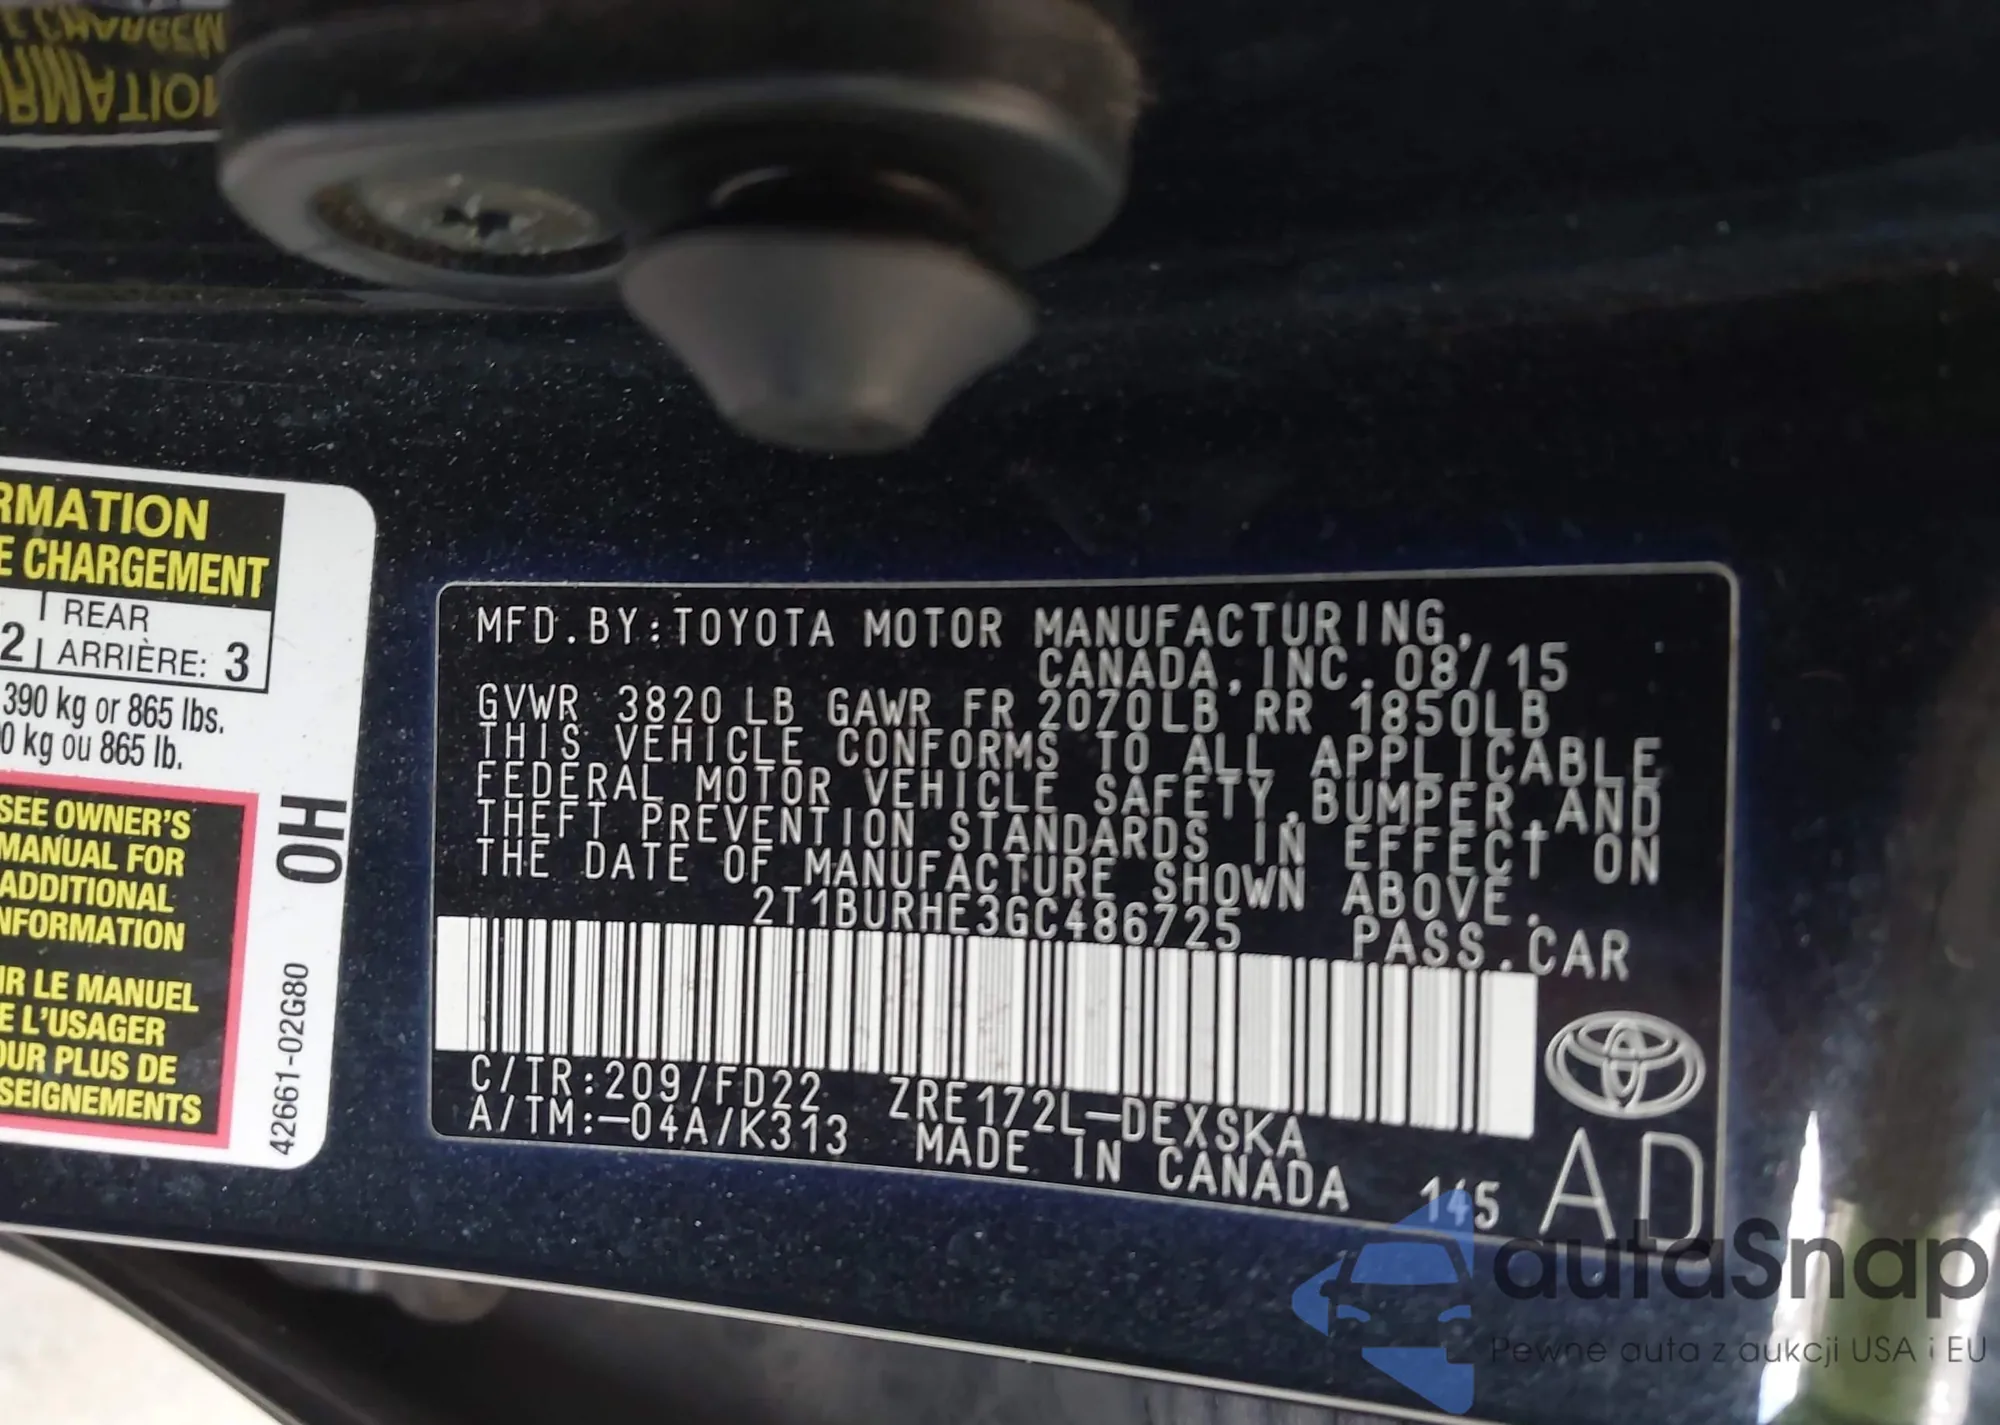 RMATION
E CHARGEMENT
2 REAR
ARRIÈRE: 3
390 kg or 865 lbs.
0 kg ou 865 lb.
SEE OWNER'S
MANUAL FOR
ADDITIONAL
NFORMATION
UR LE MANUEL
E L'USAGER
OUR PLUS DE
SEIGNEMENTS
0H
42661-02G80
MFD.BY:TOYOTA MOTOR MANUFACTURING,
CANADA,INC.08/15
GVWR 3820 LB GAWR FR 2070LB RR 1850LB
THIS VEHICLE CONFORMS TO ALL APPLICABLE
FEDERAL MOTOR VEHICLE SAFETY,BUMPER,AND
THEFT PREVENTION STANDARDS IN EFFECT ON
THE DATE OF MANUFACTURE SHOWN ABOVE.
2T1BURHE3GC486725 PASS.CAR
C/TR:209/FD22 ZRE172L-DEXSKA
A/TM:-04A/K313 MADE IN CANADA 145
AD
autaSnap
Pewne auta z aukcji USA i EU